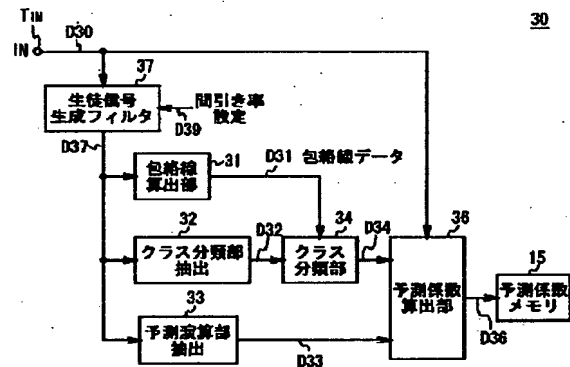 TIN
IN
D30
30
37
生徒信号
生成フィルタ
間引き率
設定
D39
D37
31
包絡線
算出部
D31 包絡線データ
32
クラス分類部
抽出
D32
34
クラス
分類部
D34
36
予測係数
算出部
15
予測係数
メモリ
D36
33
予測演算部
抽出
D33